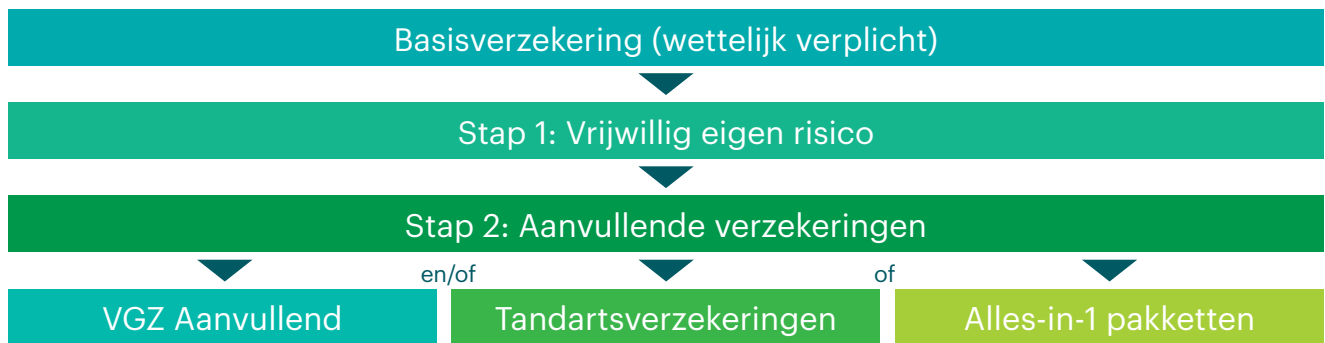 Basisverzekering (wettelijk verplicht)
Stap 1: Vrijwillig eigen risico
Stap 2: Aanvullende verzekeringen
en/of
of
VGZ Aanvullend
Tandartsverzekeringen
Alles-in-1 pakketten